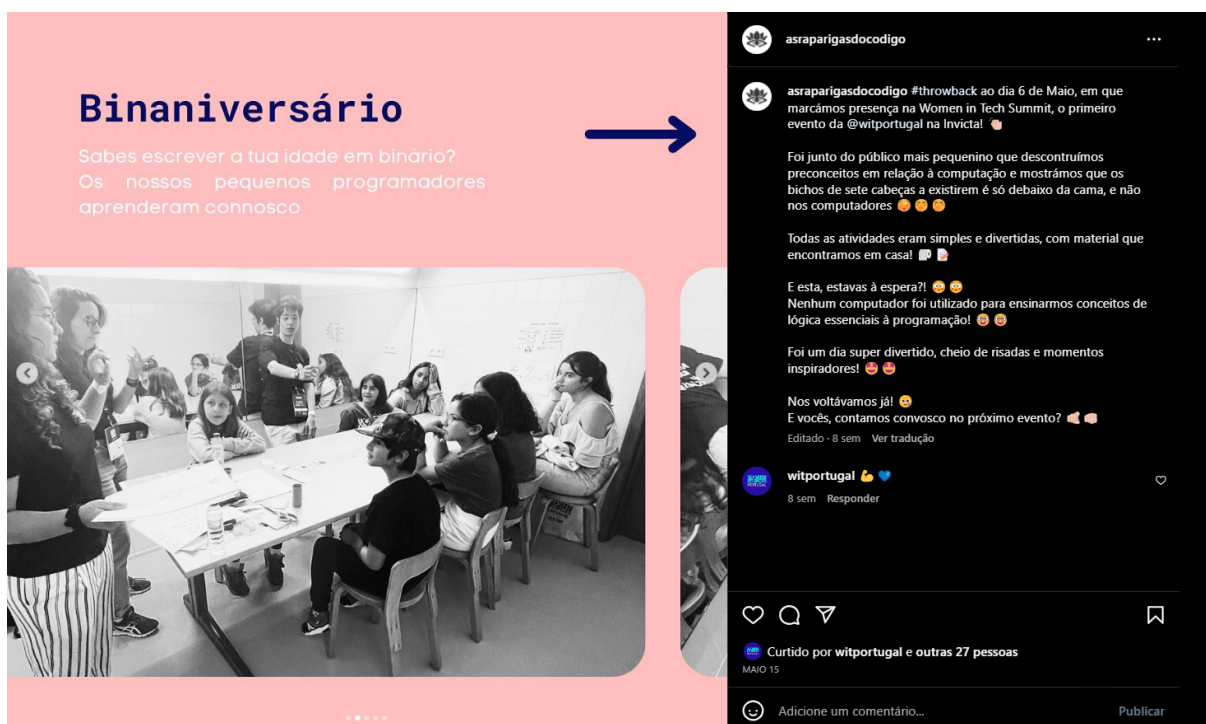 Binaniversário
Sabes escrever a tua idade em binário?
Os nossos pequenos programadores
aprenderam connosco
asraparigasdocodigo
asraparigasdocodigo #throwback ao dia 6 de Maio, em que
marcámos presença na Women in Tech Summit, o primeiro
evento da @witportugal na Invicta! 👏🏻
Foi junto do público mais pequenino que descontruímos
preconceitos em relação à computação e mostrámos que os
bichos de sete cabeças a existirem é só debaixo da cama, e não
nos computadores
Todas as atividades eram simples e divertidas, com material que
encontramos em casa!
E esta, estavas à espera?! 😳 😳
Nenhum computador foi utilizado para ensinarmos conceitos de
lógica essenciais à programação! 🤓 🤓
Foi um dia super divertido, cheio de risadas e momentos
inspiradores! 🤩 🤩
Nos voltávamos já! 😀
E vocês, contamos convosco no próximo evento?
Editado · 8 sem Ver tradução
witportugal 💪 💙
8 sem Responder
Curtido por witportugal e outras 27 pessoas
MAIO 15
Adicione um comentário...
Publicar